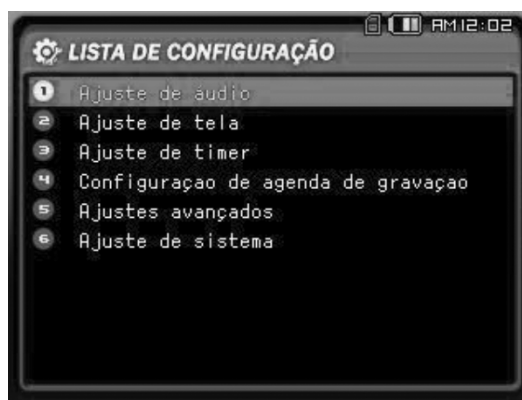 AM12:02
LISTA DE CONFIGURAÇÃO
1 Ajuste de áudio
2 Ajuste de tela
3 Ajuste de timer
4 Configuraçao de agenda de gravaçao
5 Ajustes avançados
6 Ajuste de sistema